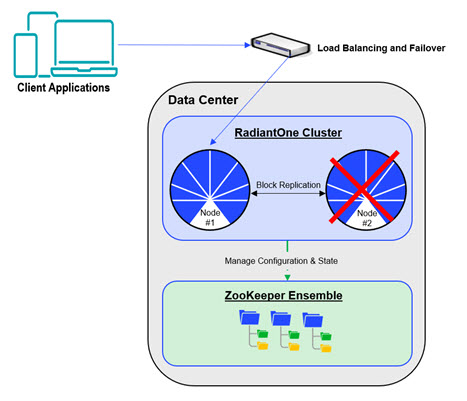 Client Applications
Load Balancing and Failover
Data Center
RadiantOne Cluster
Node
#1
Block Replication
Node
#2
Manage Configuration & State
ZooKeeper Ensemble